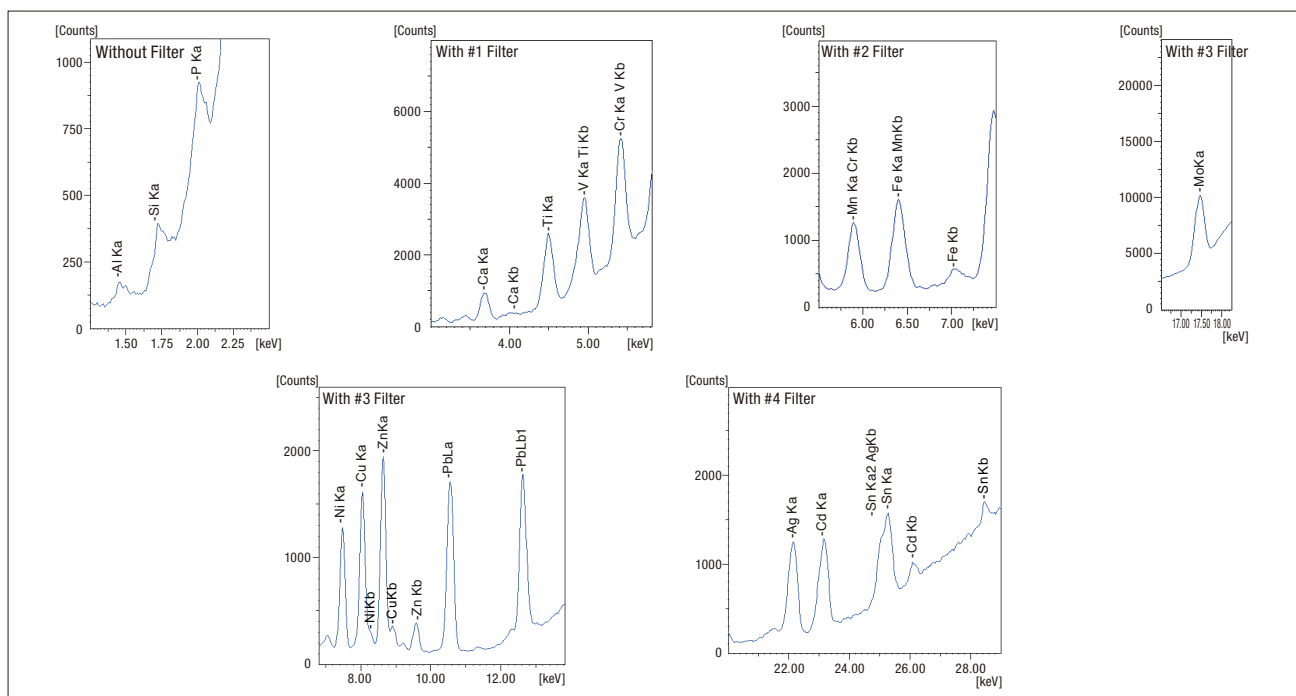 [Counts]
Without Filter
1000
750
500
250
0
Al Ka
Si Ka
P Ka
1.50 1.75 2.00 2.25 [keV]
[Counts]
With #1 Filter
6000
4000
2000
0
Ca Ka
Ca Kb
Ti Ka
V Ka Ti Kb
Cr Ka V Kb
4.00 5.00 [keV]
[Counts]
With #2 Filter
3000
2000
1000
0
Mn Ka Cr Kb
Fe Ka MnKb
Fe Kb
6.00 6.50 7.00 [keV]
[Counts]
With #3 Filter
20000
15000
10000
5000
0
MoKa
17.00 17.50 18.00
[keV]
[Counts]
With #3 Filter
2000
1000
0
Ni Ka
Cu Ka
NiKb
ZnKa
CuKb
Zn Kb
PbLa
PbLb1
8.00 10.00 12.00
[keV]
[Counts]
With #4 Filter
2000
1500
1000
500
0
Ag Ka
Cd Ka
Sn Ka2 AgKb
Sn Ka
Cd Kb
SnKb
22.00 24.00 26.00 28.00
[keV]